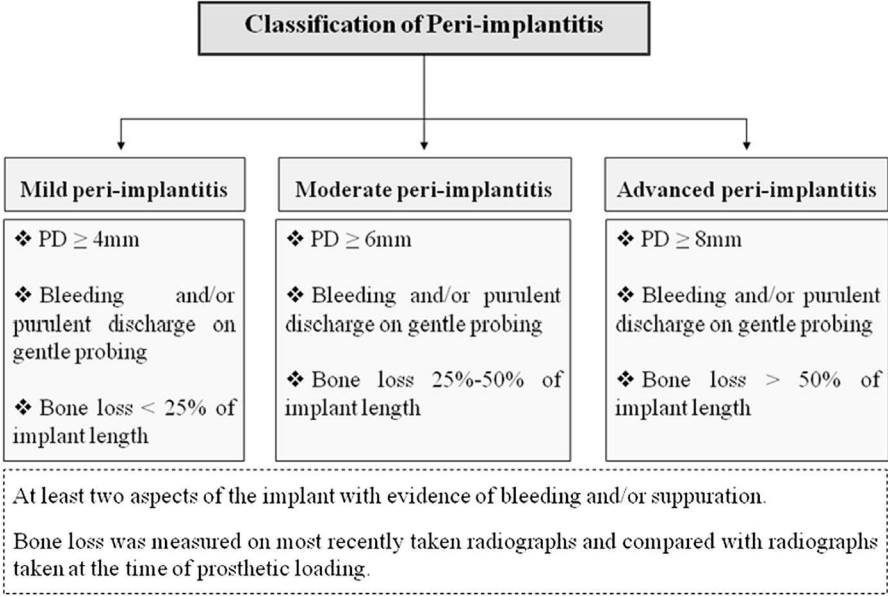 Classification of Peri-implantitis
Mild peri-implantitis
❖ PD ≥ 4mm
❖ Bleeding and/or
purulent discharge on
gentle probing
❖ Bone loss < 25% of
implant length
Moderate peri-implantitis
❖ PD ≥ 6mm
❖ Bleeding and/or purulent
discharge on gentle probing
❖ Bone loss 25%-50% of
implant length
Advanced peri-implantitis
❖ PD ≥ 8mm
❖ Bleeding and/or purulent
discharge on gentle probing
❖ Bone loss > 50% of
implant length
At least two aspects of the implant with evidence of bleeding and/or suppuration.
Bone loss was measured on most recently taken radiographs and compared with radiographs
taken at the time of prosthetic loading.